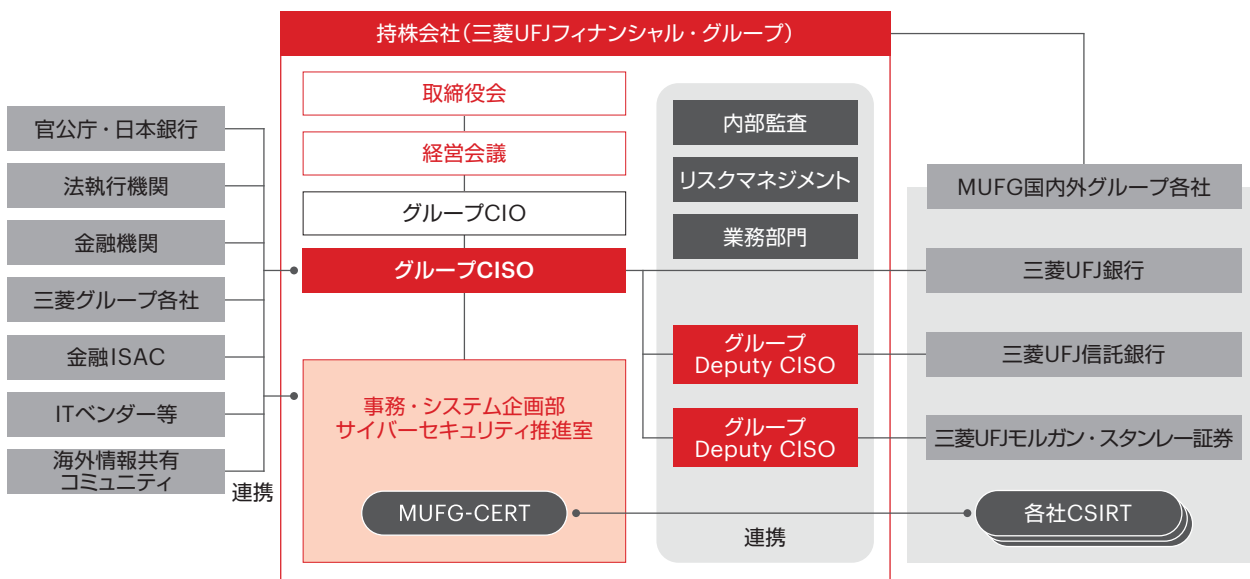 持株会社（三菱UFJフィナンシャル・グループ）
官公庁・日本銀行
法執行機関
金融機関
三菱グループ各社
金融ISAC
ITベンダー等
海外情報共有
コミュニティ
連携
取締役会
経営会議
グループCIO
グループCISO
事務・システム企画部
サイバーセキュリティ推進室
MUFG-CERT
内部監査
リスクマネジメント
業務部門
グループ
Deputy CISO
グループ
Deputy CISO
連携
MUFG国内外グループ各社
三菱UFJ銀行
三菱UFJ信託銀行
三菱UFJモルガン・スタンレー証券
各社CSIRT